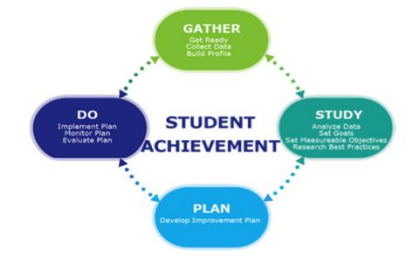 GATHER
Get Ready
Collect Data
Build Profile
DO
Implement Plan
Monitor Plan
Evaluate Plan
STUDENT
ACHIEVEMENT
STUDY
Analyze Data
Set Goals
Set Measureable Objectives
Research Best Practices
PLAN
Develop Improvement Plan